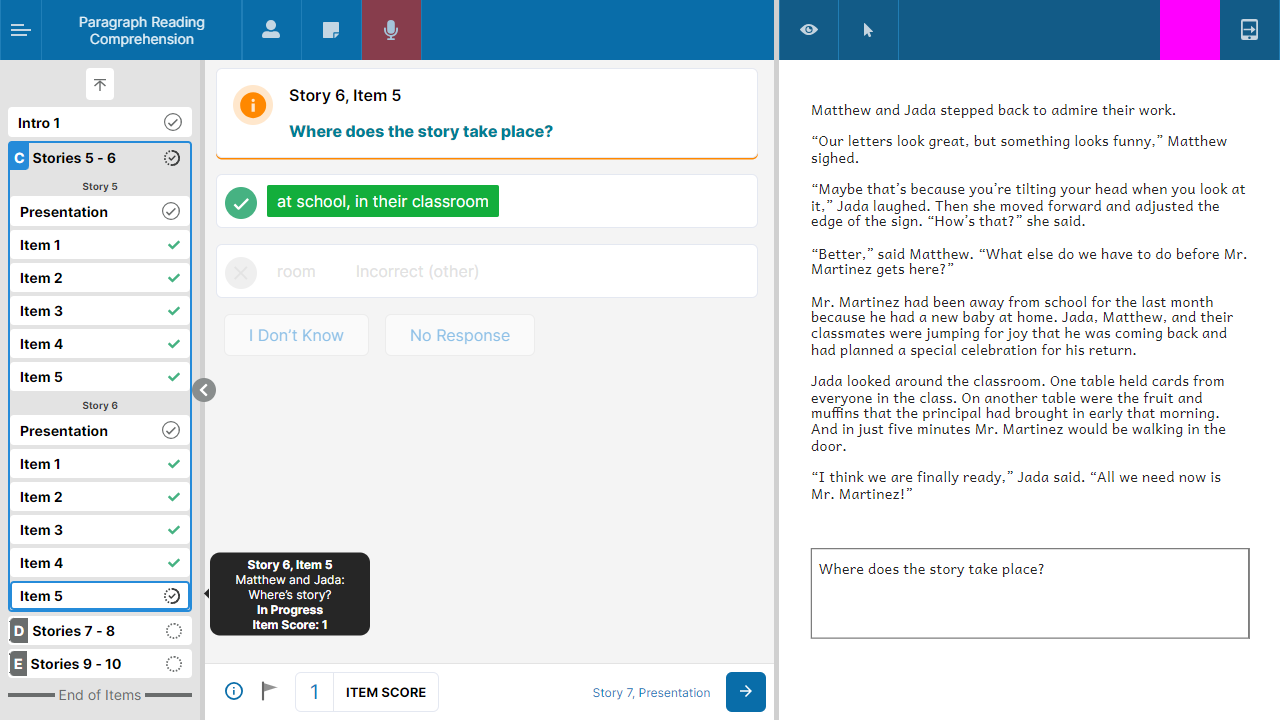 Paragraph Reading
Comprehension
Intro 1
C Stories 5 - 6
Story 5
Presentation
Item 1
Item 2
Item 3
Item 4
Item 5
Story 6
Presentation
Item 1
Item 2
Item 3
Item 4
Item 5
D Stories 7 - 8
E Stories 9 - 10
End of Items
Story 6, Item 5
Where does the story take place?
at school, in their classroom
room Incorrect (other)
I Don’t Know No Response
Story 6, Item 5
Matthew and Jada:
Where’s story?
In Progress
Item Score: 1
1 ITEM SCORE
Story 7, Presentation
Matthew and Jada stepped back to admire their work.
“Our letters look great, but something looks funny,” Matthew
sighed.
“Maybe that’s because you’re tilting your head when you look at
it,” Jada laughed. Then she moved forward and adjusted the
edge of the sign. “How’s that?” she said.
“Better,” said Matthew. “What else do we have to do before Mr.
Martinez gets here?”
Mr. Martinez had been away from school for the last month
because he had a new baby at home. Jada, Matthew, and their
classmates were jumping for joy that he was coming back and
had planned a special celebration for his return.
Jada looked around the classroom. One table held cards from
everyone in the class. On another table were the fruit and
muffins that the principal had brought in early that morning.
And in just five minutes Mr. Martinez would be walking in the
door.
“I think we are finally ready,” Jada said. “All we need now is
Mr. Martinez!”
Where does the story take place?